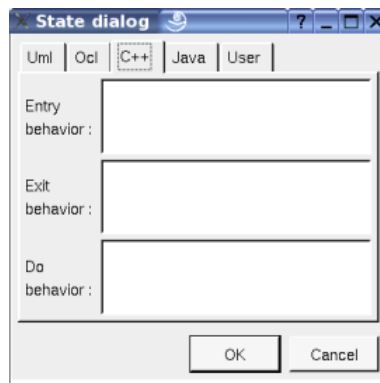 State dialog
Uml Ocl C++ Java User
Entry
behavior :
Exit
behavior :
Do
behavior :
OK Cancel